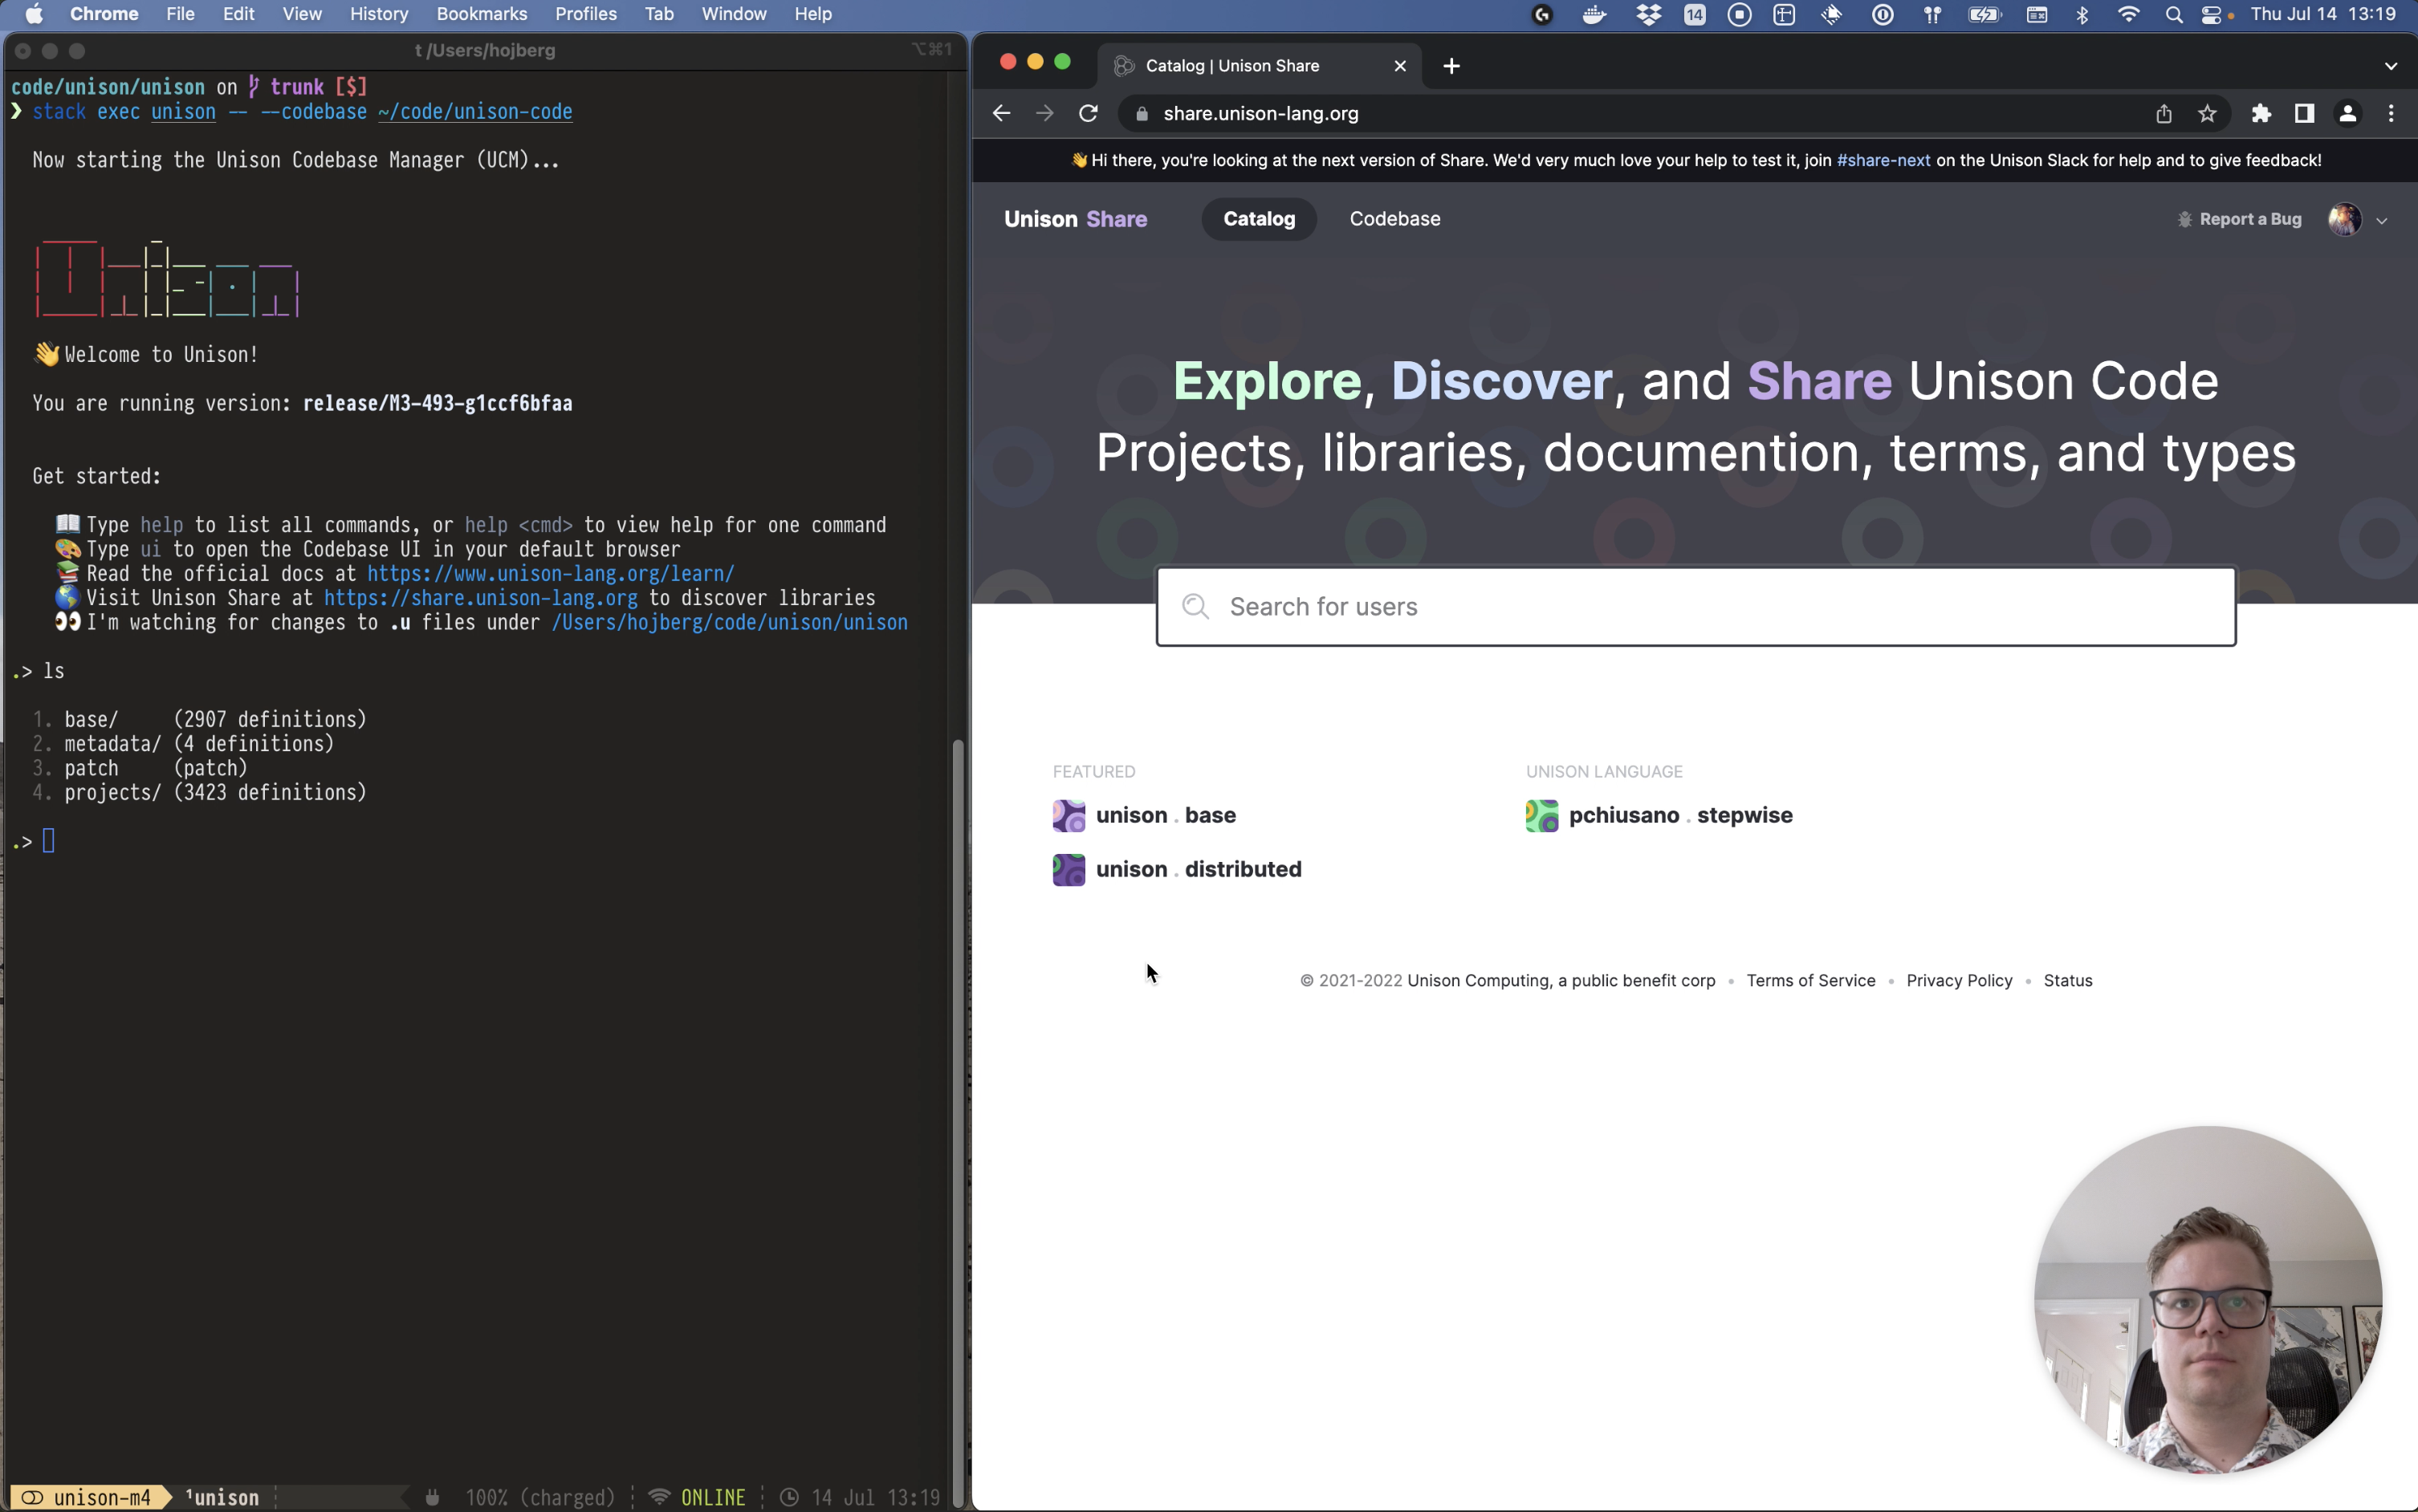 Chrome File Edit View History Bookmarks Profiles Tab Window Help
14
Thu Jul 14 13:19
t /Users/hojberg
⌥⌘1
code/unison/unison on trunk [$]
❯ stack exec unison -- --codebase ~/code/unison-code
Now starting the Unison Codebase Manager (UCM)...
Unison
👋 Welcome to Unison!
You are running version: release/M3-493-g1ccf6bfaa
Get started:
📖 Type help to list all commands, or help <cmd> to view help for one command
🎨 Type ui to open the Codebase UI in your default browser
📚 Read the official docs at https://www.unison-lang.org/learn/
🌎 Visit Unison Share at https://share.unison-lang.org to discover libraries
👀 I'm watching for changes to .u files under /Users/hojberg/code/unison/unison
.> ls
1. base/ (2907 definitions)
2. metadata/ (4 definitions)
3. patch (patch)
4. projects/ (3423 definitions)
.>
unison-m4 ¹unison 100% (charged) ONLINE 14 Jul 13:19
Catalog | Unison Share
share.unison-lang.org
👋 Hi there, you're looking at the next version of Share. We'd very much love your help to test it, join #share-next on the Unison Slack for help and to give feedback!
Unison Share Catalog Codebase Report a Bug
Explore, Discover, and Share Unison Code
Projects, libraries, documention, terms, and types
Search for users
FEATURED
unison . base
unison . distributed
UNISON LANGUAGE
pchiusano . stepwise
© 2021-2022 Unison Computing, a public benefit corp • Terms of Service • Privacy Policy • Status